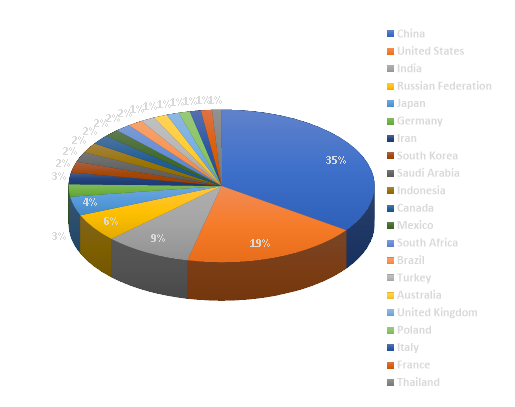 35%
19%
9%
6%
4%
3%
3%
2%
2%
2%
2%
2%
2%
1%
1%
1%
1%
1%
1%
1%
China
United States
India
Russian Federation
Japan
Germany
Iran
South Korea
Saudi Arabia
Indonesia
Canada
Mexico
South Africa
Brazil
Turkey
Australia
United Kingdom
Poland
Italy
France
Thailand